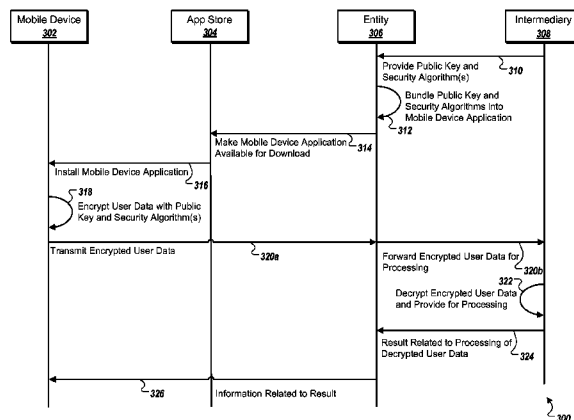 Mobile Device
302
App Store
304
Entity
306
Intermediary
308
310
Provide Public Key and
Security Algorithm(s)
Bundle Public Key and
Security Algorithms Into
Mobile Device Application
312
314
Make Mobile Device Application
Available for Download
316
Install Mobile Device Application
318
Encrypt User Data with Public
Key and Security Algorithm(s)
Transmit Encrypted User Data
320a
Forward Encrypted User Data for
Processing
320b
322
Decrypt Encrypted User Data
and Provide for Processing
Result Related to Processing of
Decrypted User Data
324
326
Information Related to Result
300